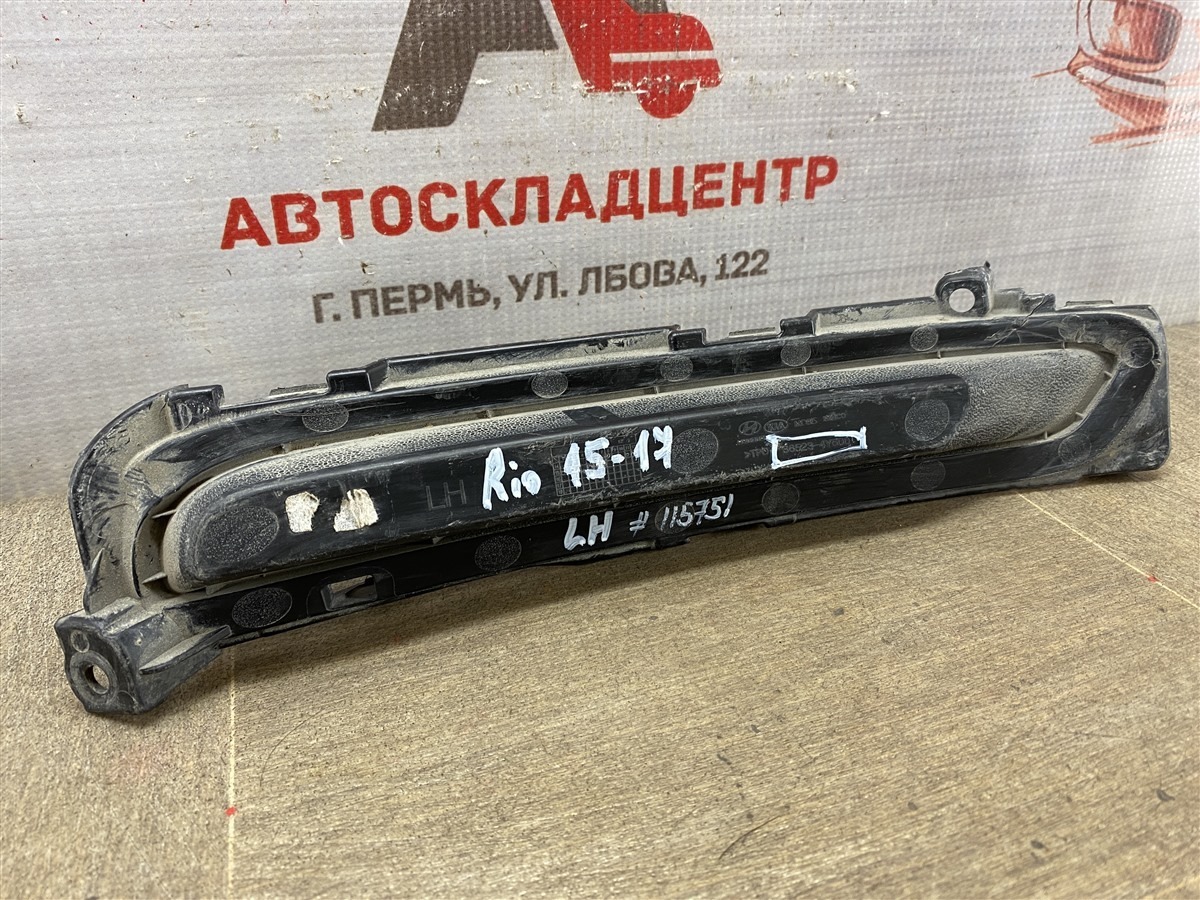 АВТОСКЛАДЦЕНТР
Г. ПЕРМЬ, УЛ. ЛБОВА, 122
LH
Rio 15-17
LH # 115751